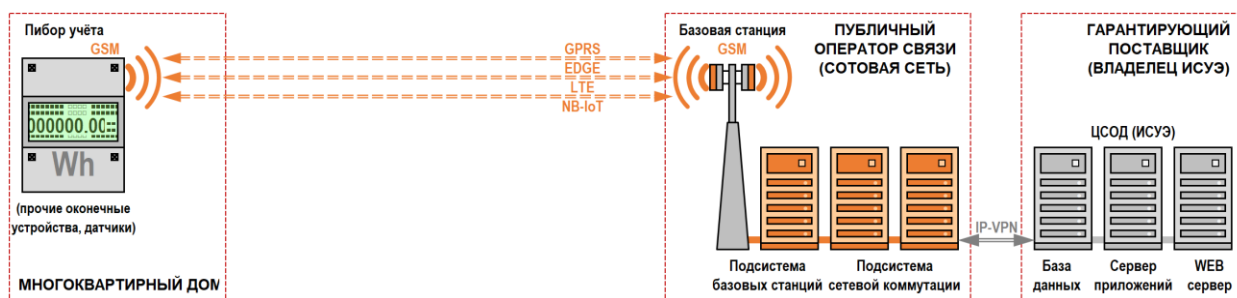 Пибор учёта
GSM
000000.00
Wh
(прочие оконечные
устройства, датчики)
МНОГОКВАРТИРНЫЙ ДОМ
GPRS
EDGE
LTE
NB-IoT
Базовая станция
GSM
ПУБЛИЧНЫЙ
ОПЕРАТОР СВЯЗИ
(СОТОВАЯ СЕТЬ)
Подсистема
базовых станций
Подсистема
сетевой коммутации
IP-VPN
ГАРАНТИРУЮЩИЙ
ПОСТАВЩИК
(ВЛАДЕЛЕЦ ИСУЭ)
ЦСОД (ИСУЭ)
База
данных
Сервер
приложений
WEB
сервер